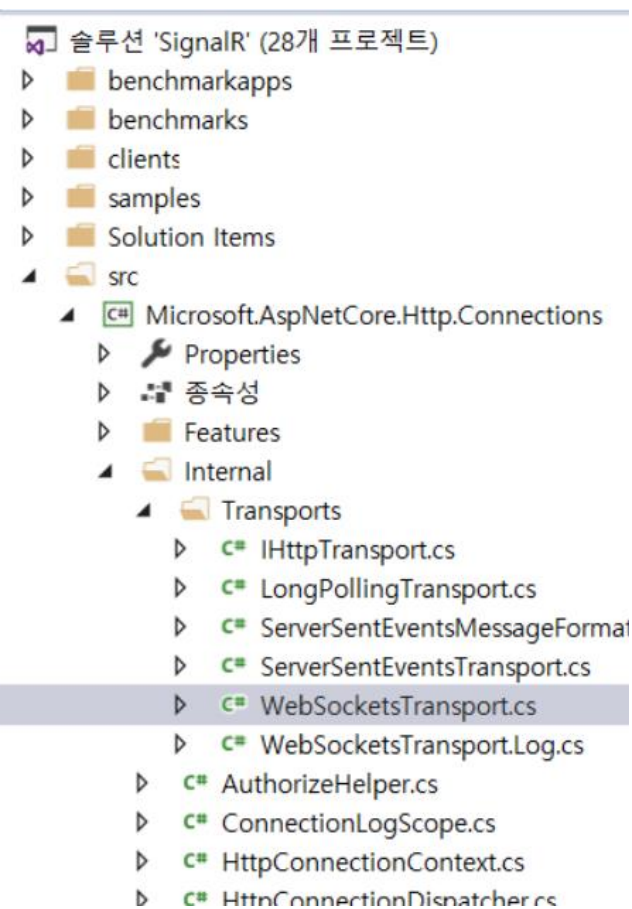 솔루션 'SignalR' (28개 프로젝트)
benchmarkapps
benchmarks
clients
samples
Solution Items
src
C# Microsoft.AspNetCore.Http.Connections
Properties
종속성
Features
Internal
Transports
C# IHttpTransport.cs
C# LongPollingTransport.cs
C# ServerSentEventsMessageFormat
C# ServerSentEventsTransport.cs
C# WebSocketsTransport.cs
C# WebSocketsTransport.Log.cs
C# AuthorizeHelper.cs
C# ConnectionLogScope.cs
C# HttpConnectionContext.cs
C# HttpConnectionDispatcher.cs